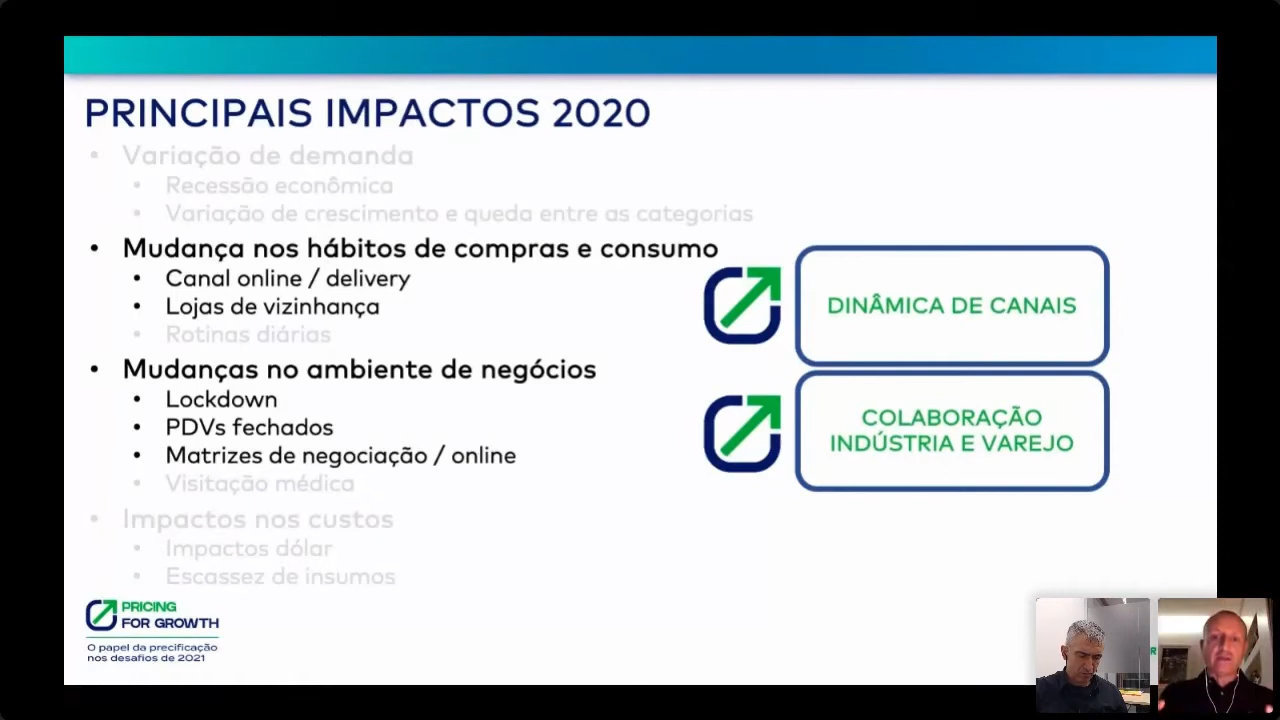 PRINCIPAIS IMPACTOS 2020
• Variação de demanda
• Recessão econômica
• Variação de crescimento e queda entre as categorias
• Mudança nos hábitos de compras e consumo
• Canal online / delivery
• Lojas de vizinhança
• Rotinas diárias
DINÂMICA DE CANAIS
• Mudanças no ambiente de negócios
• Lockdown
• PDVs fechados
• Matrizes de negociação / online
• Visitação médica
COLABORAÇÃO
INDÚSTRIA E VAREJO
• Impactos nos custos
• Impactos dólar
• Escassez de insumos
PRICING
FOR GROWTH
O papel da precificação
nos desafios de 2021